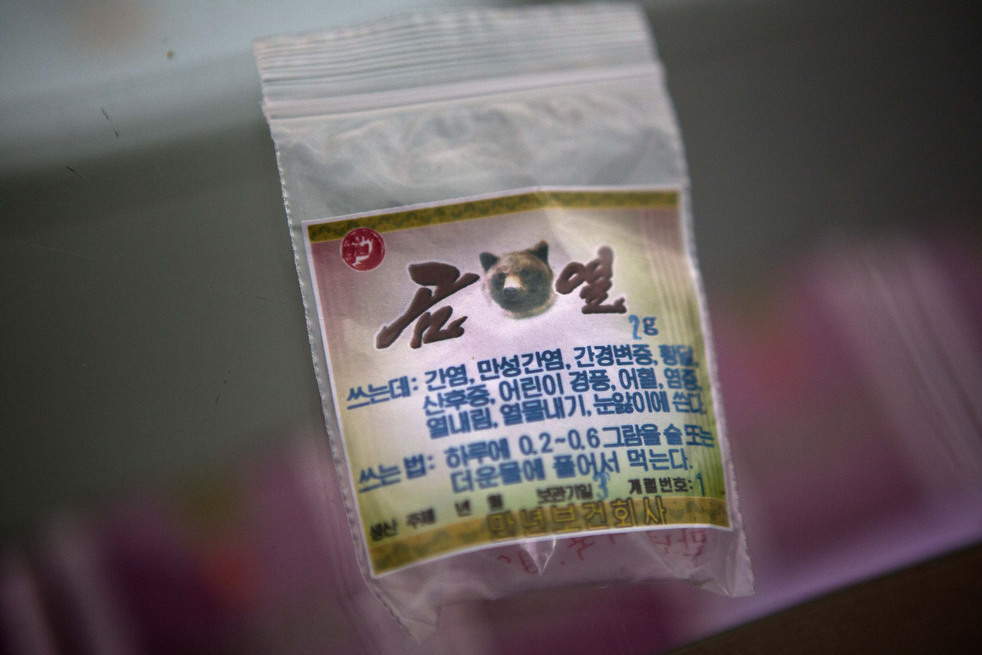 곰열
2g
쓰는데: 간염, 만성간염, 간경변증, 황달,
산후증, 어린이 경풍, 어혈, 염증,
열내림, 열물내기, 눈앓이에 쓴다.
쓰는 법: 하루에 0.2~0.6그람을 술 또는
더운물에 풀어서 먹는다.
생산 주체 년 월 보관기일 3 계렬번호: 1
만년보건회사